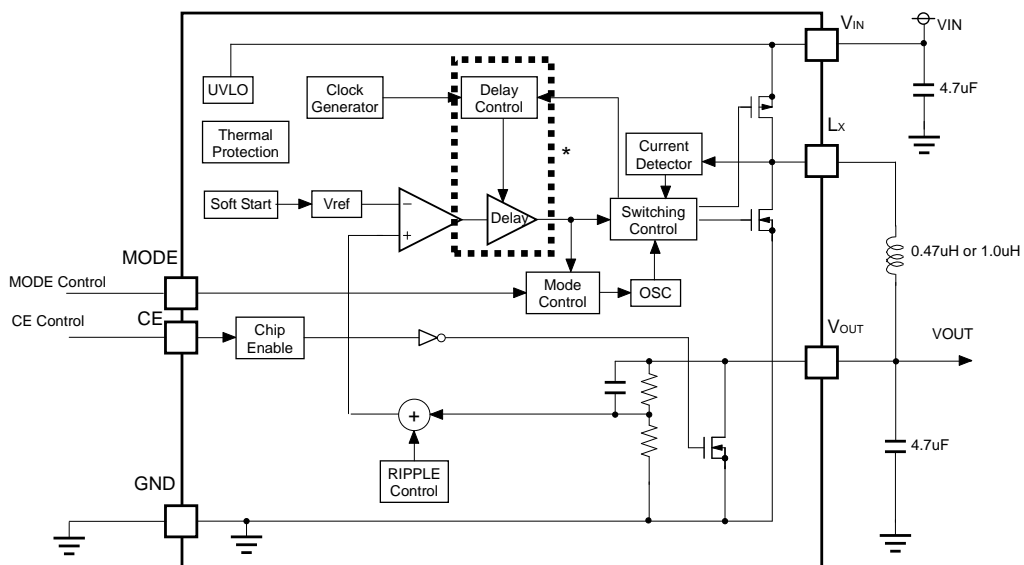 VIN
VIN
4.7uF
UVLO
Clock
Generator
Delay
Control
Thermal
Protection
*
Current
Detector
LX
Soft Start
Vref
−
+
Delay
Switching
Control
0.47uH or 1.0uH
MODE
MODE Control
Mode
Control
OSC
CE Control
CE
Chip
Enable
VOUT
VOUT
+
RIPPLE
Control
4.7uF
GND